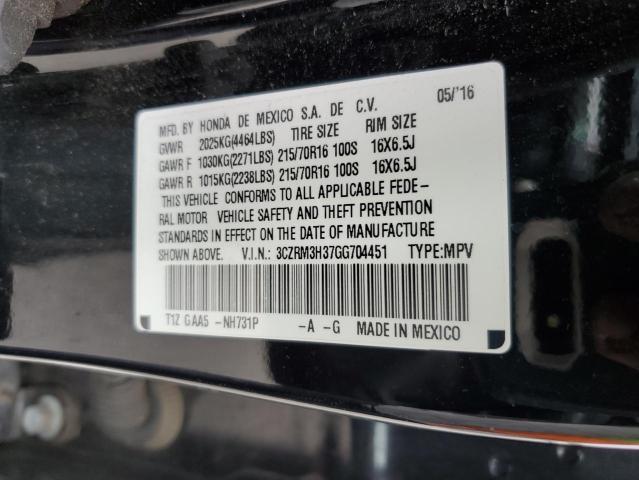 MFD. BY HONDA DE MEXICO S.A. DE C.V. 05/'16
GVWR 2025KG(4464LBS) TIRE SIZE RIM SIZE
GAWR F 1030KG(2271LBS) 215/70R16 100S 16X6.5J
GAWR R 1015KG(2238LBS) 215/70R16 100S 16X6.5J
THIS VEHICLE CONFORMS TO ALL APPLICABLE FEDE-
RAL MOTOR VEHICLE SAFETY AND THEFT PREVENTION
STANDARDS IN EFFECT ON THE DATE OF MANUFACTURE
SHOWN ABOVE. V.I.N.: 3CZRM3H37GG704451 TYPE:MPV
T1Z GAA5 -NH731P -A -G MADE IN MEXICO